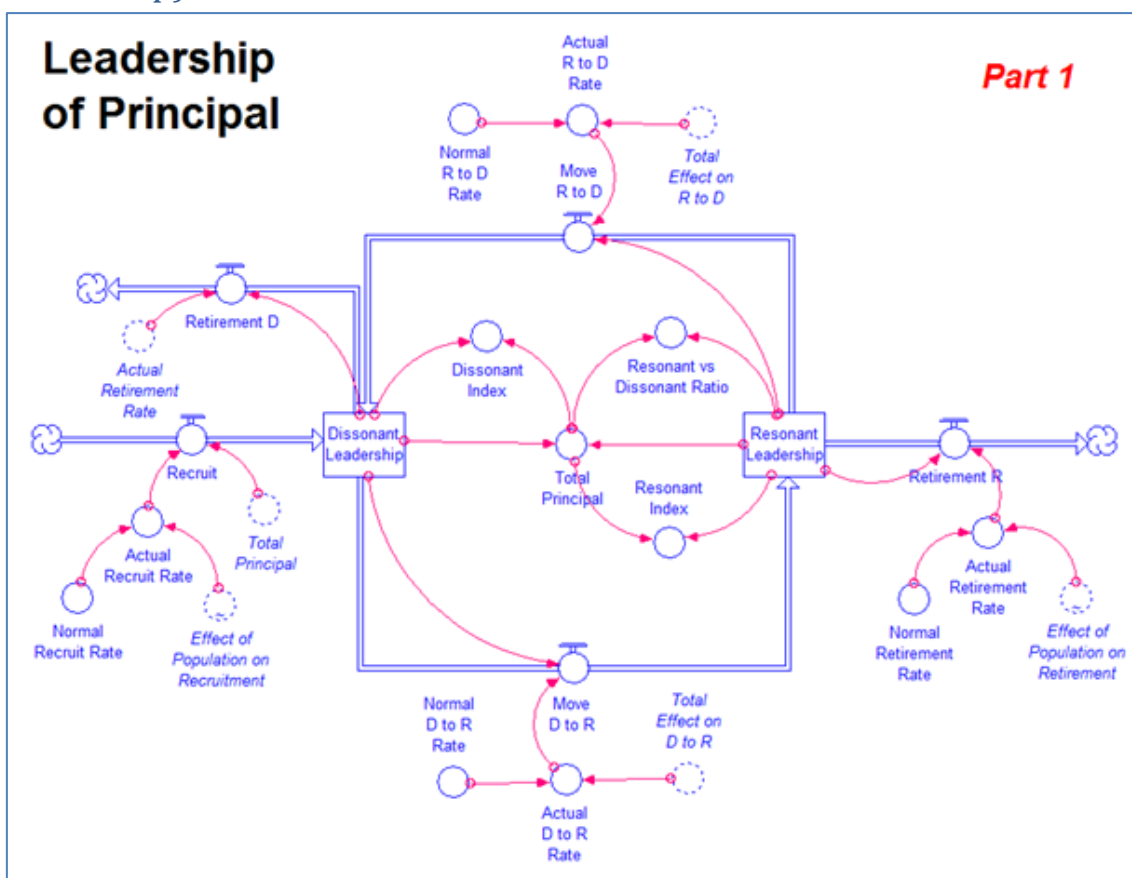 Leadership
of Principal
Part 1
Actual
R to D
Rate
Normal
R to D
Rate
Move
R to D
Total
Effect on
R to D
Retirement D
Actual
Retirement
Rate
Dissonant
Index
Resonant vs
Dissonant Ratio
Dissonant
Leadership
Resonant
Leadership
Recruit
Total
Principal
Resonant
Index
Retirement R
Actual
Recruit Rate
Total
Principal
Actual
Retirement
Rate
Normal
Recruit Rate
Effect of
Population on
Recruitment
Normal
Retirement
Rate
Effect of
Population on
Retirement
Normal
D to R
Rate
Move
D to R
Total
Effect on
D to R
Actual
D to R
Rate